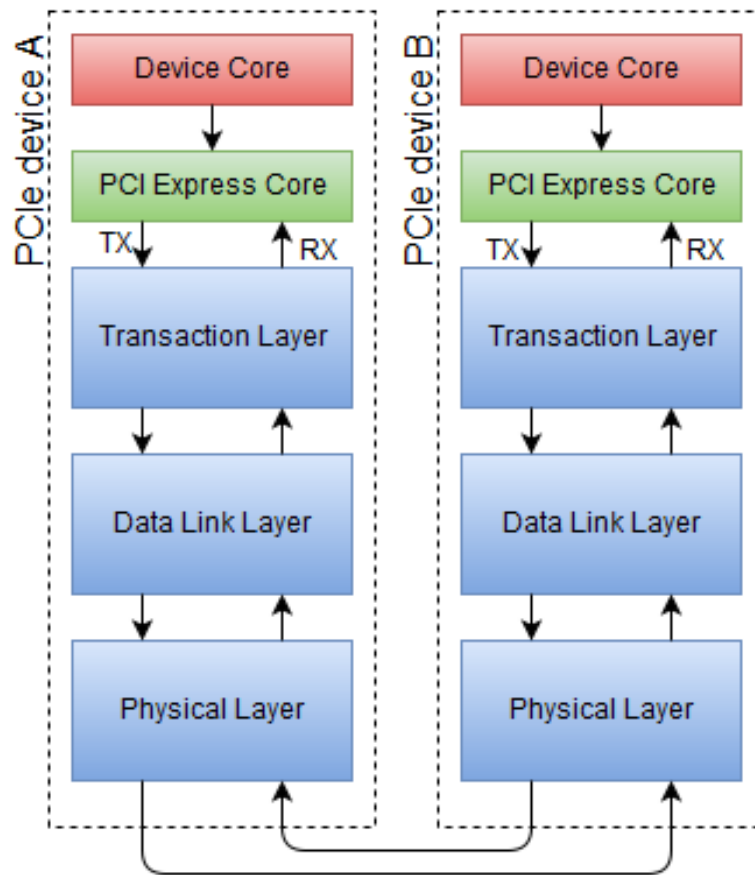 PCIe device A
Device Core
PCI Express Core
TX
RX
Transaction Layer
Data Link Layer
Physical Layer
PCIe device B
Device Core
PCI Express Core
TX
RX
Transaction Layer
Data Link Layer
Physical Layer